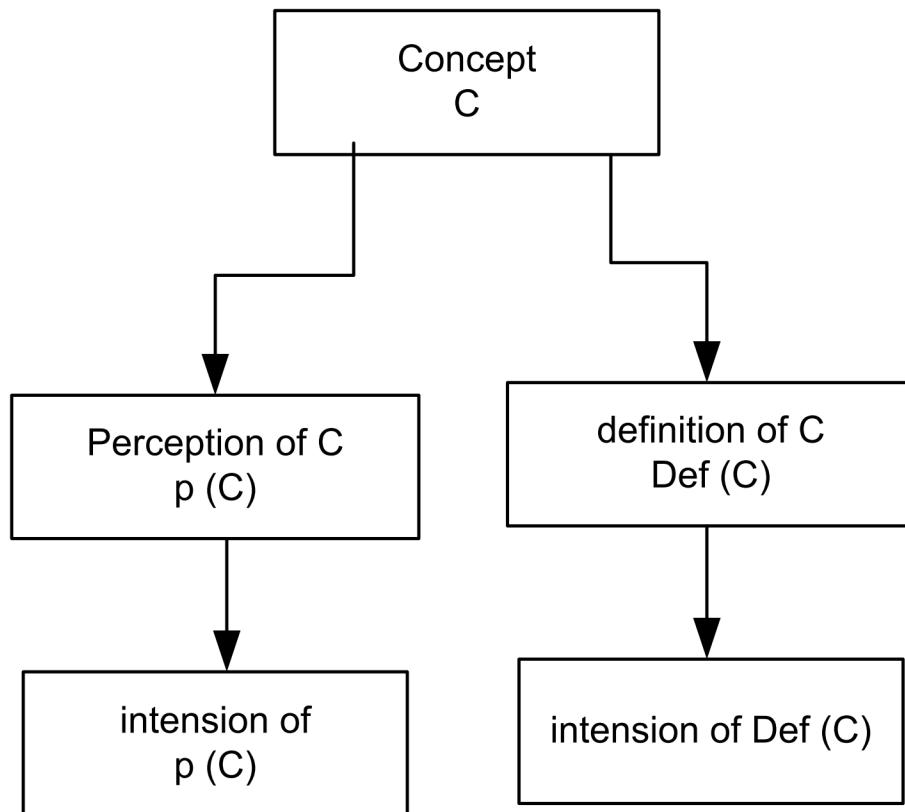 Concept
C
Perception of C
p (C)
definition of C
Def (C)
intension of
p (C)
intension of Def (C)